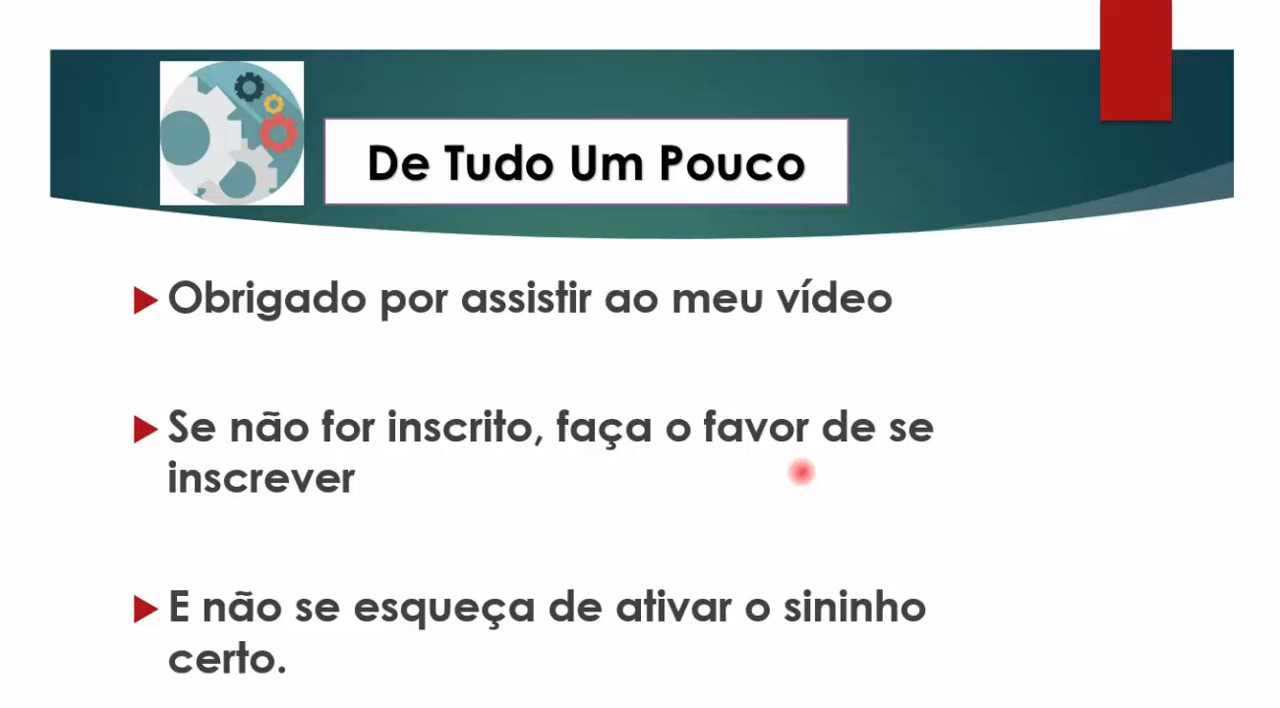 De Tudo Um Pouco
Obrigado por assistir ao meu vídeo
Se não for inscrito, faça o favor de se
inscrever
E não se esqueça de ativar o sininho
certo.